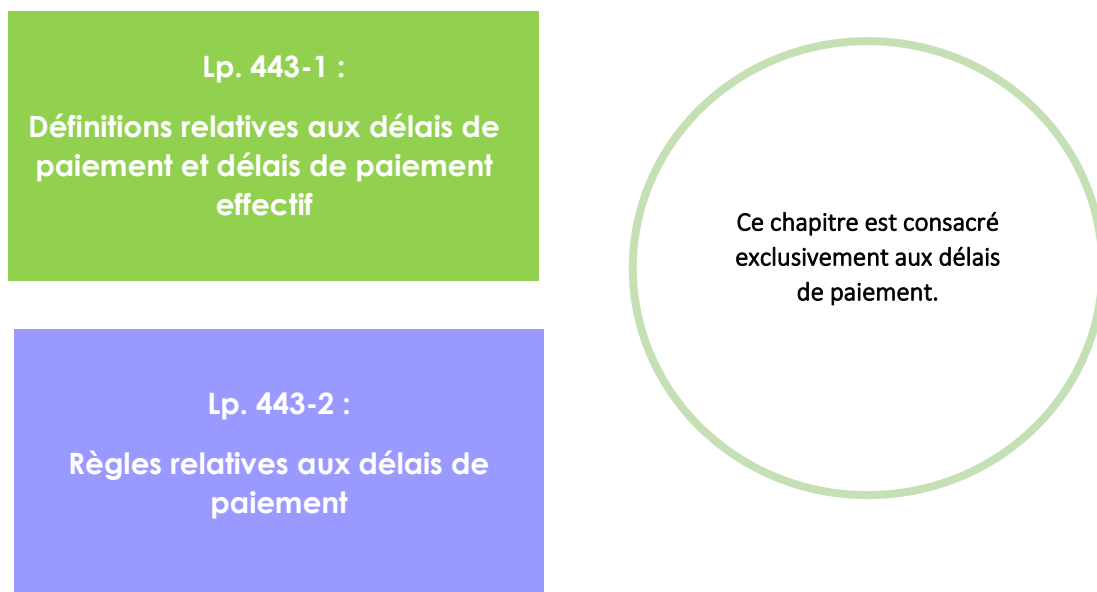 Lp. 443-1 :
Définitions relatives aux délais de
paiement et délais de paiement
effectif
Ce chapitre est consacré
exclusivement aux délais
de paiement.
Lp. 443-2 :
Règles relatives aux délais de
paiement